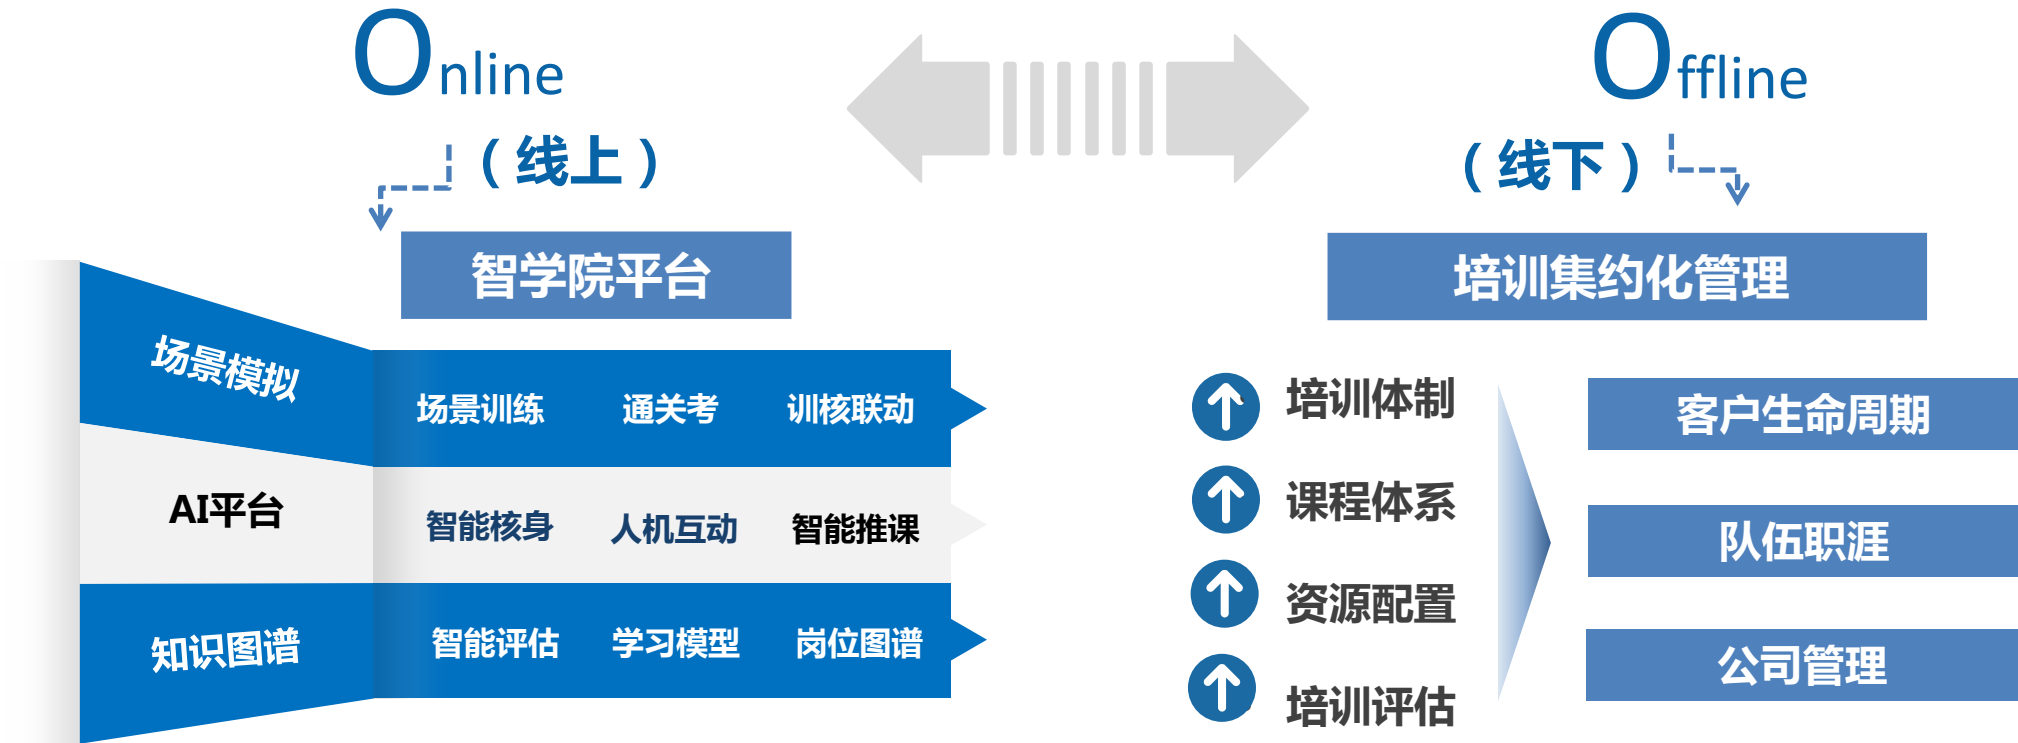 Online
（线上）
智学院平台
场景模拟
场景训练 通关考 训核联动
AI平台
智能核身 人机互动 智能推课
知识图谱
智能评估 学习模型 岗位图谱
Offline
（线下）
培训集约化管理
培训体制
课程体系
资源配置
培训评估
客户生命周期
队伍职涯
公司管理